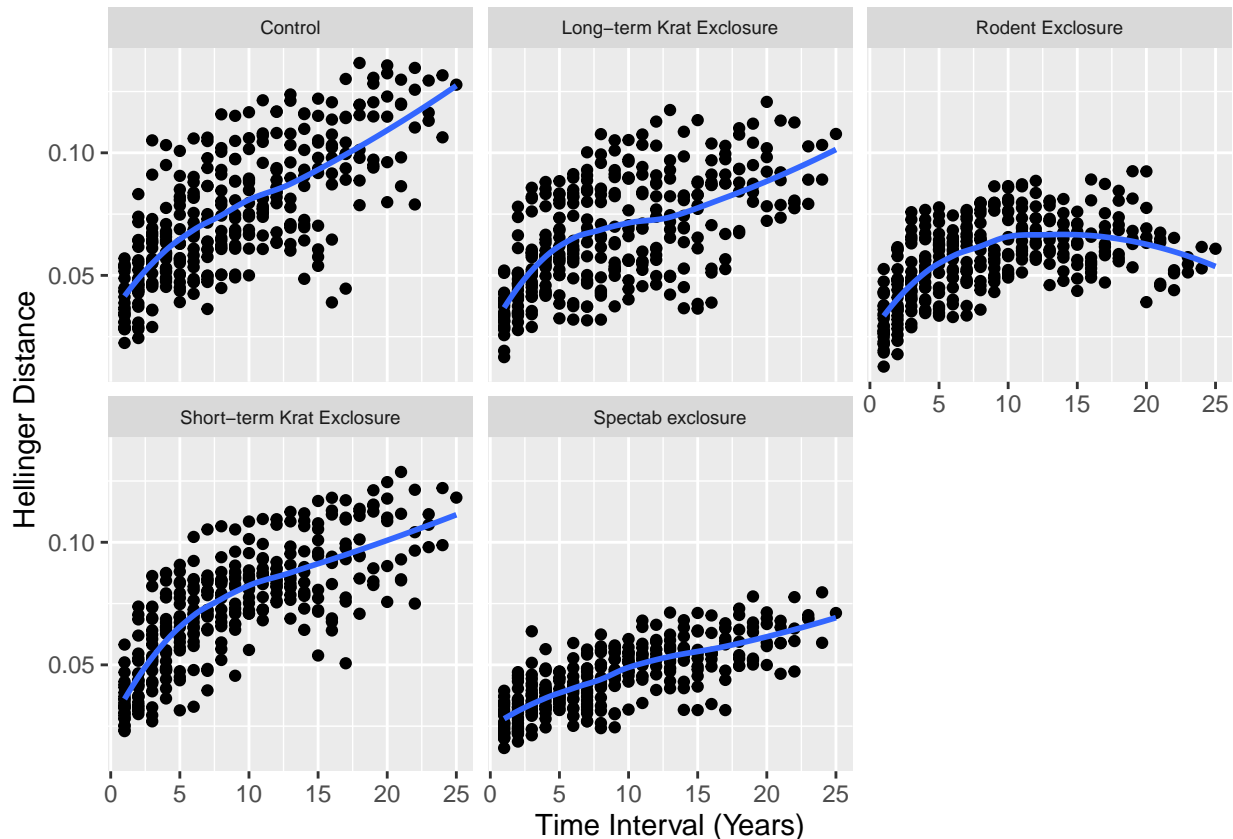 Control
Long−term Krat Exclosure
Rodent Exclosure
0.10
0.05
0 5 10 15 20 25
Short−term Krat Exclosure
Spectab exclosure
0.10
0.05
0 5 10 15 20 25
0 5 10 15 20 25
Hellinger Distance
Time Interval (Years)